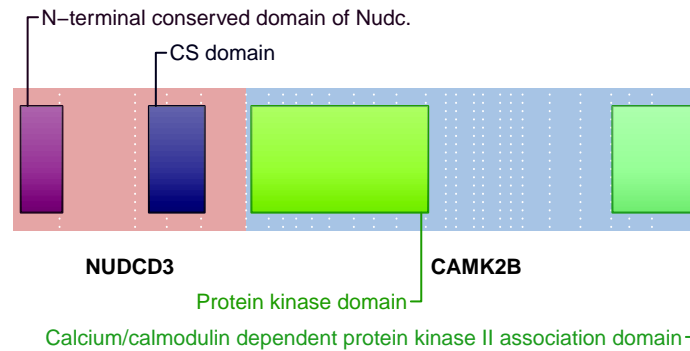 N−terminal conserved domain of Nudc.
CS domain
NUDCD3 CAMK2B
Protein kinase domain
Calcium/calmodulin dependent protein kinase II association domain